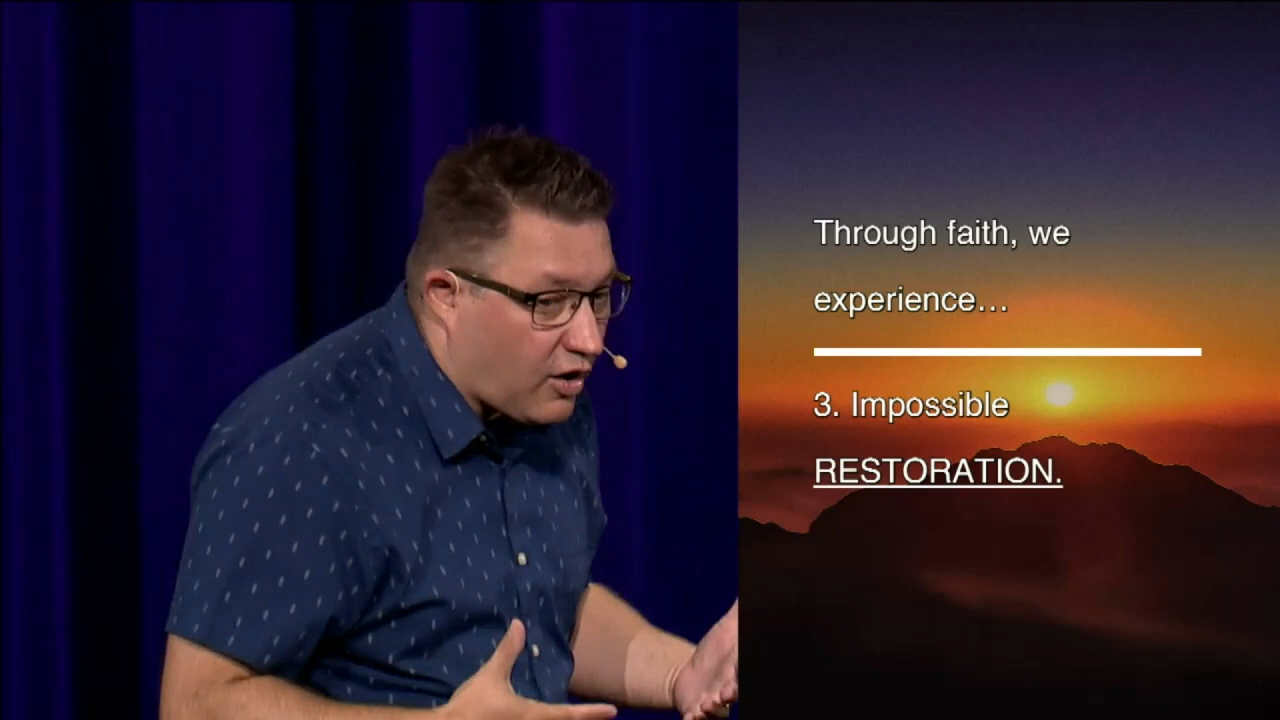 Through faith, we
experience…
3. Impossible
RESTORATION.